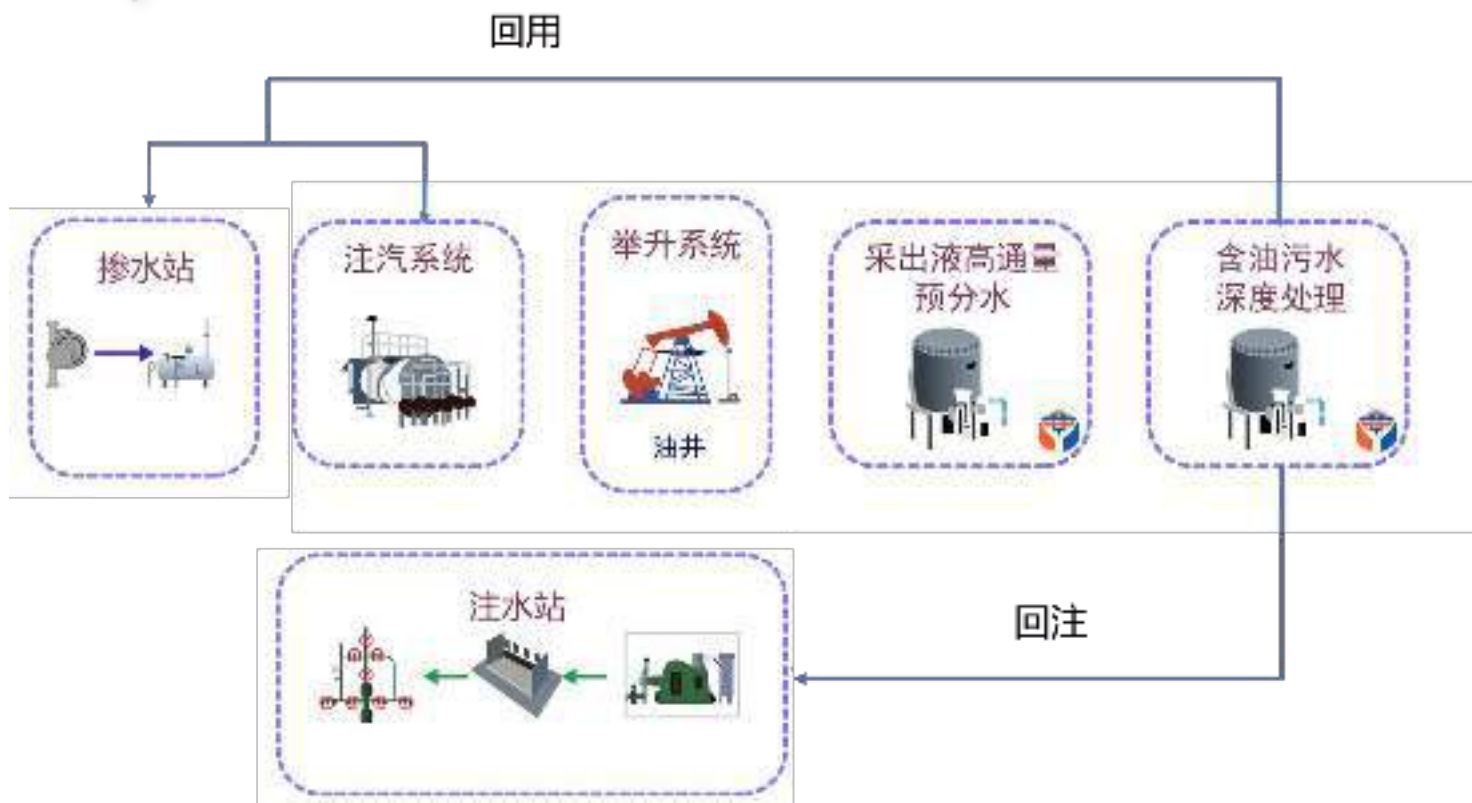 回用
掺水站
注汽系统
举升系统
油井
采出液高通量
预分水
含油污水
深度处理
注水站
回注